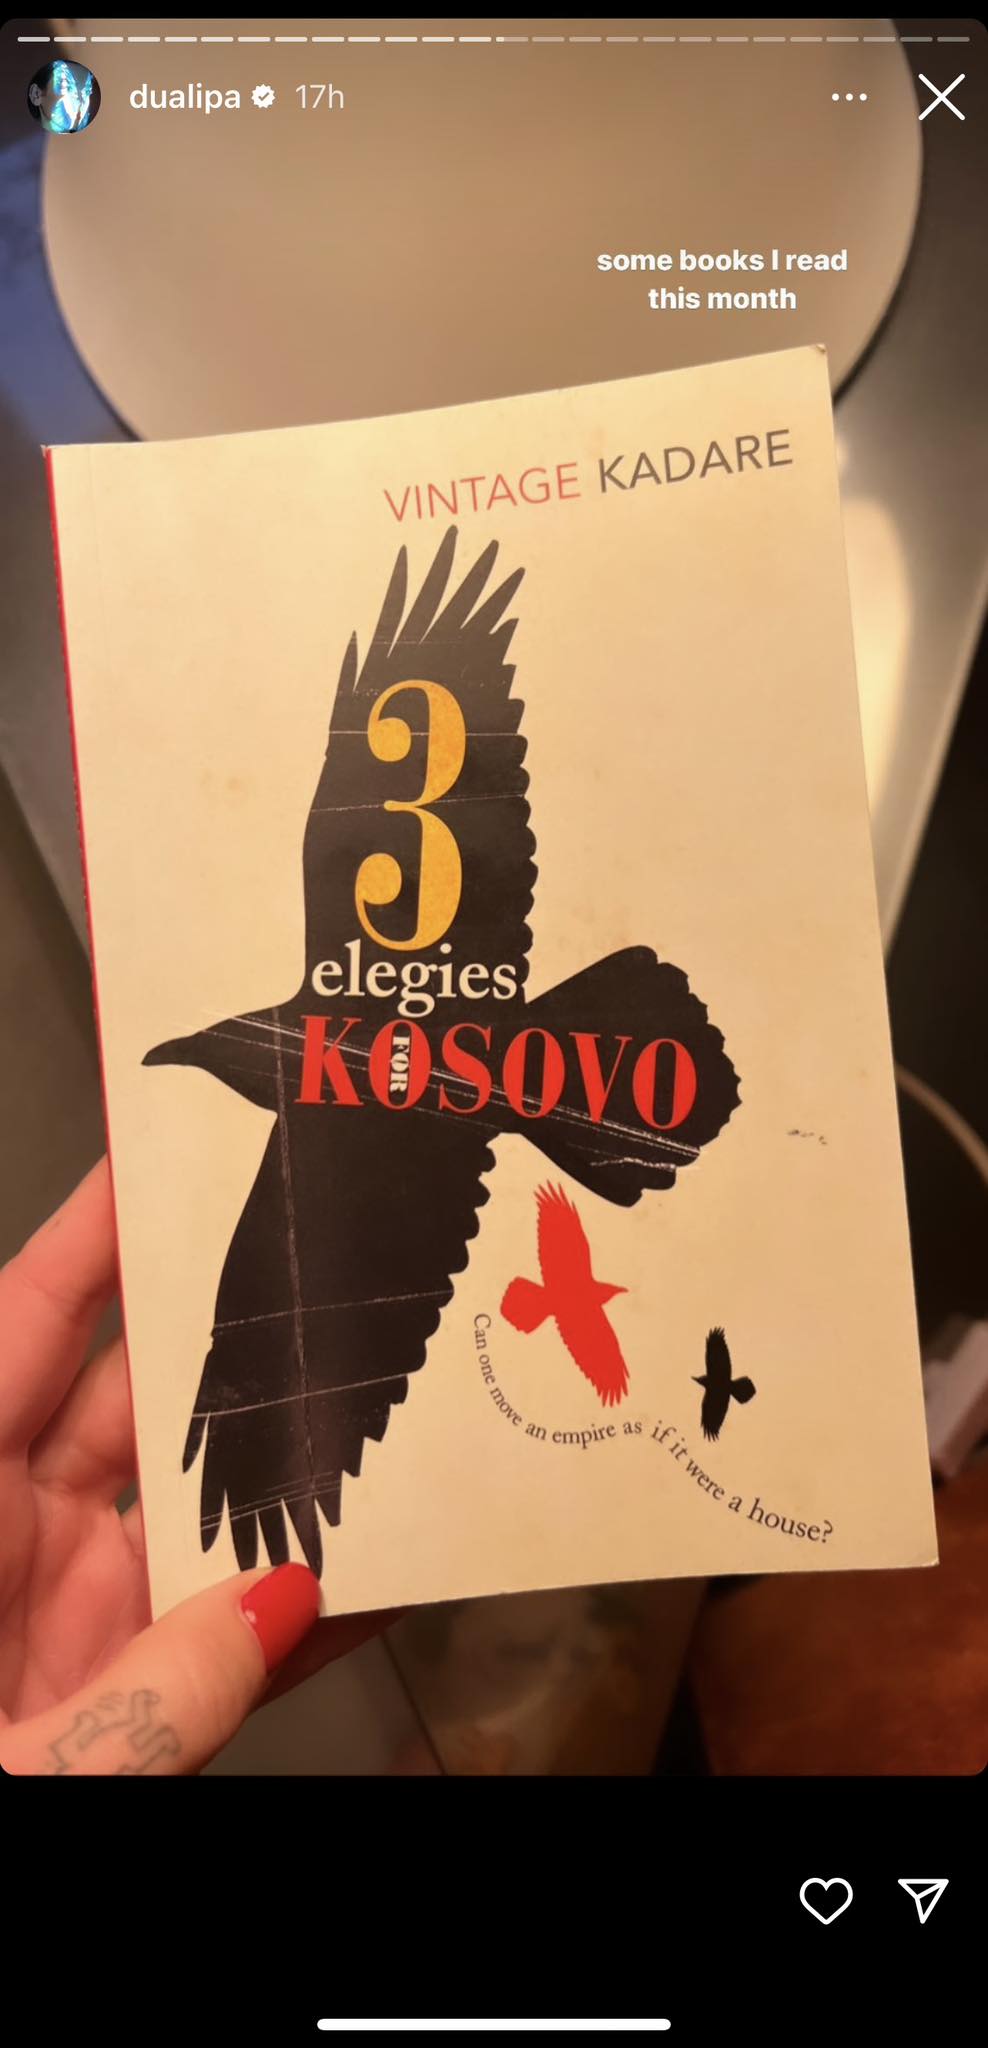 dualipa 17h
some books I read
this month
VINTAGE KADARE
3
elegies
FOR
KOSOVO
Can one move an empire as if it were a house?